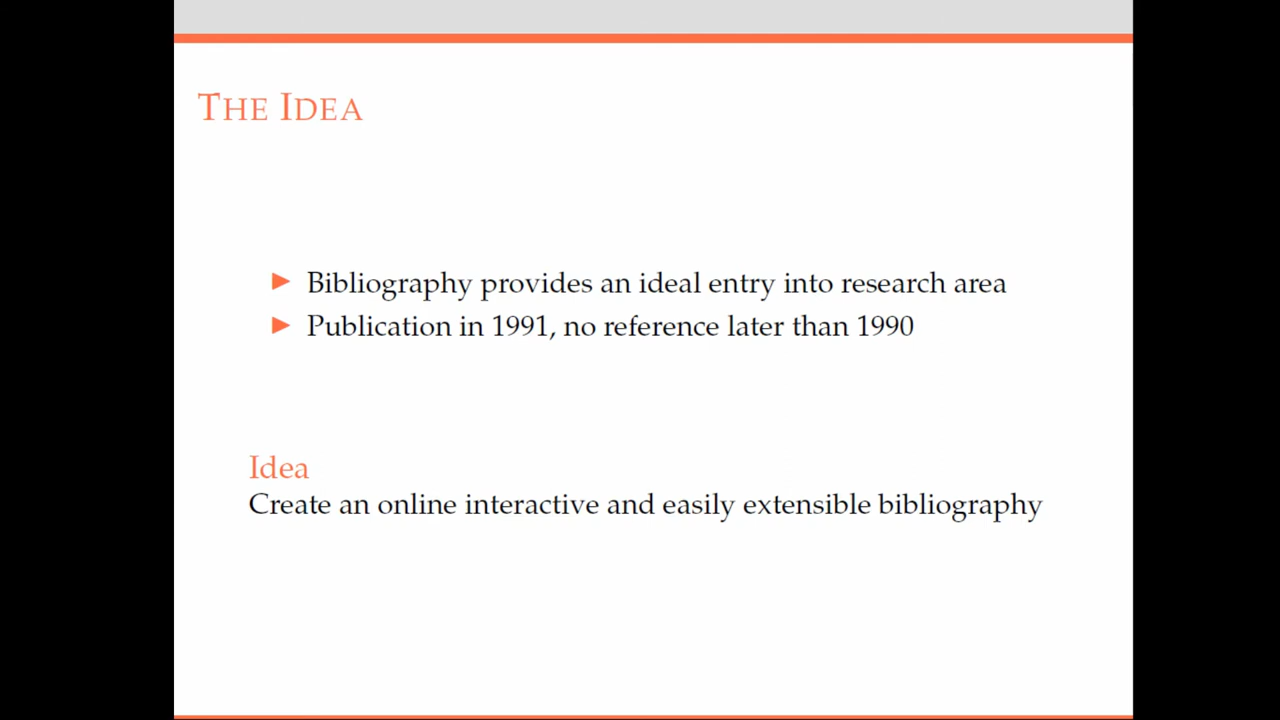 THE IDEA
▶ Bibliography provides an ideal entry into research area
▶ Publication in 1991, no reference later than 1990
Idea
Create an online interactive and easily extensible bibliography